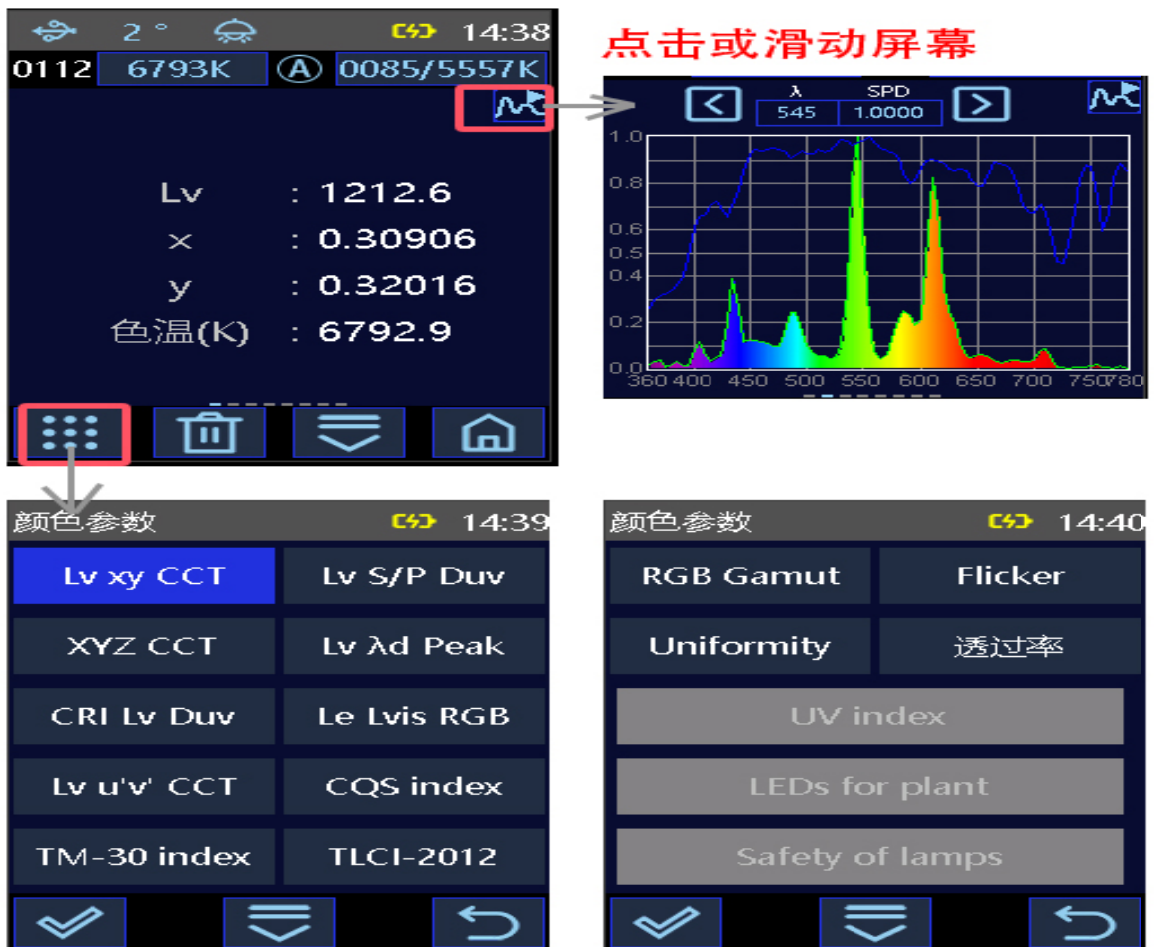 2 ° 14:38
0112 6793K A 0085/5557K
Lv : 1212.6
x : 0.30906
y : 0.32016
色温(K) : 6792.9
点击或滑动屏幕
λ SPD
545 1.0000
1.0
0.8
0.6
0.5
0.4
0.2
0.0
360 400 450 500 550 600 650 700 750 780
颜色参数 14:39
Lv xy CCT Lv S/P Duv
XYZ CCT Lv λd Peak
CRI Lv Duv Le Lvis RGB
Lv u'v' CCT CQS index
TM-30 index TLCI-2012
颜色参数 14:40
RGB Gamut Flicker
Uniformity 透过率
UV index
LEDs for plant
Safety of lamps